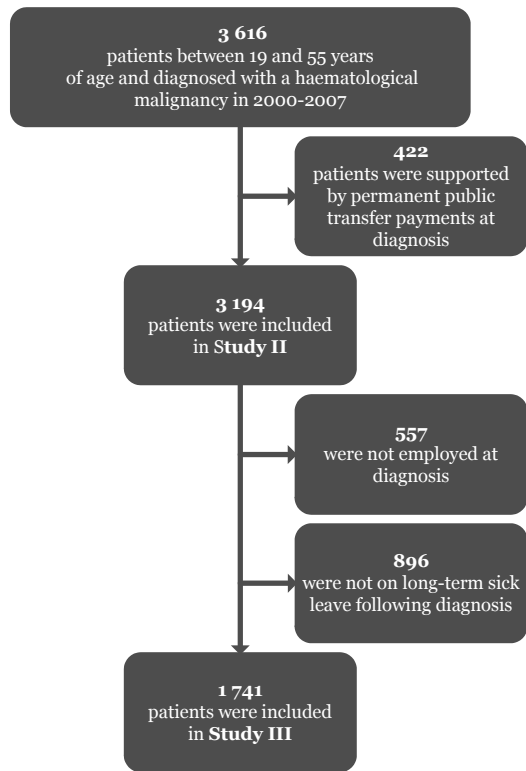 3 616
patients between 19 and 55 years
of age and diagnosed with a haematological
malignancy in 2000-2007
422
patients were supported
by permanent public
transfer payments at
diagnosis
3 194
patients were included
in Study II
557
were not employed at
diagnosis
896
were not on long-term sick
leave following diagnosis
1 741
patients were included
in Study III